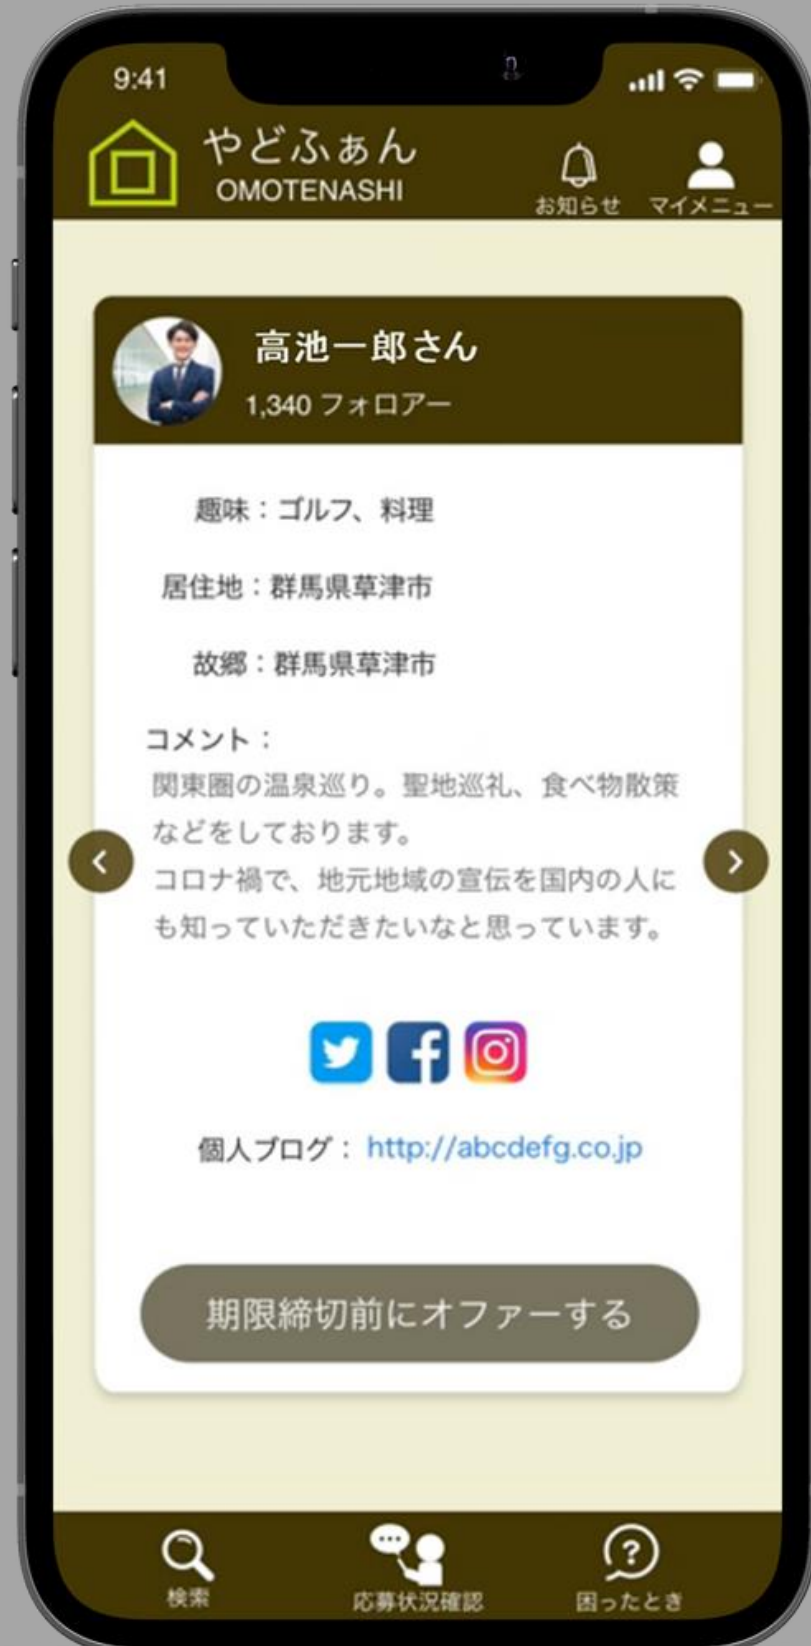 9:41
やどふぁん
OMOTENASHI
お知らせ
マイメニュー
高池一郎さん
1,340 フォロアー
趣味：ゴルフ、料理
居住地：群馬県草津市
故郷：群馬県草津市
コメント：
関東圏の温泉巡り。聖地巡礼、食べ物散策
などをしております。
コロナ禍で、地元地域の宣伝を国内の人に
も知っていただきたいなと思っています。
個人ブログ： http://abcdefg.co.jp
期限締切前にオファーする
検索
応募状況確認
困ったとき